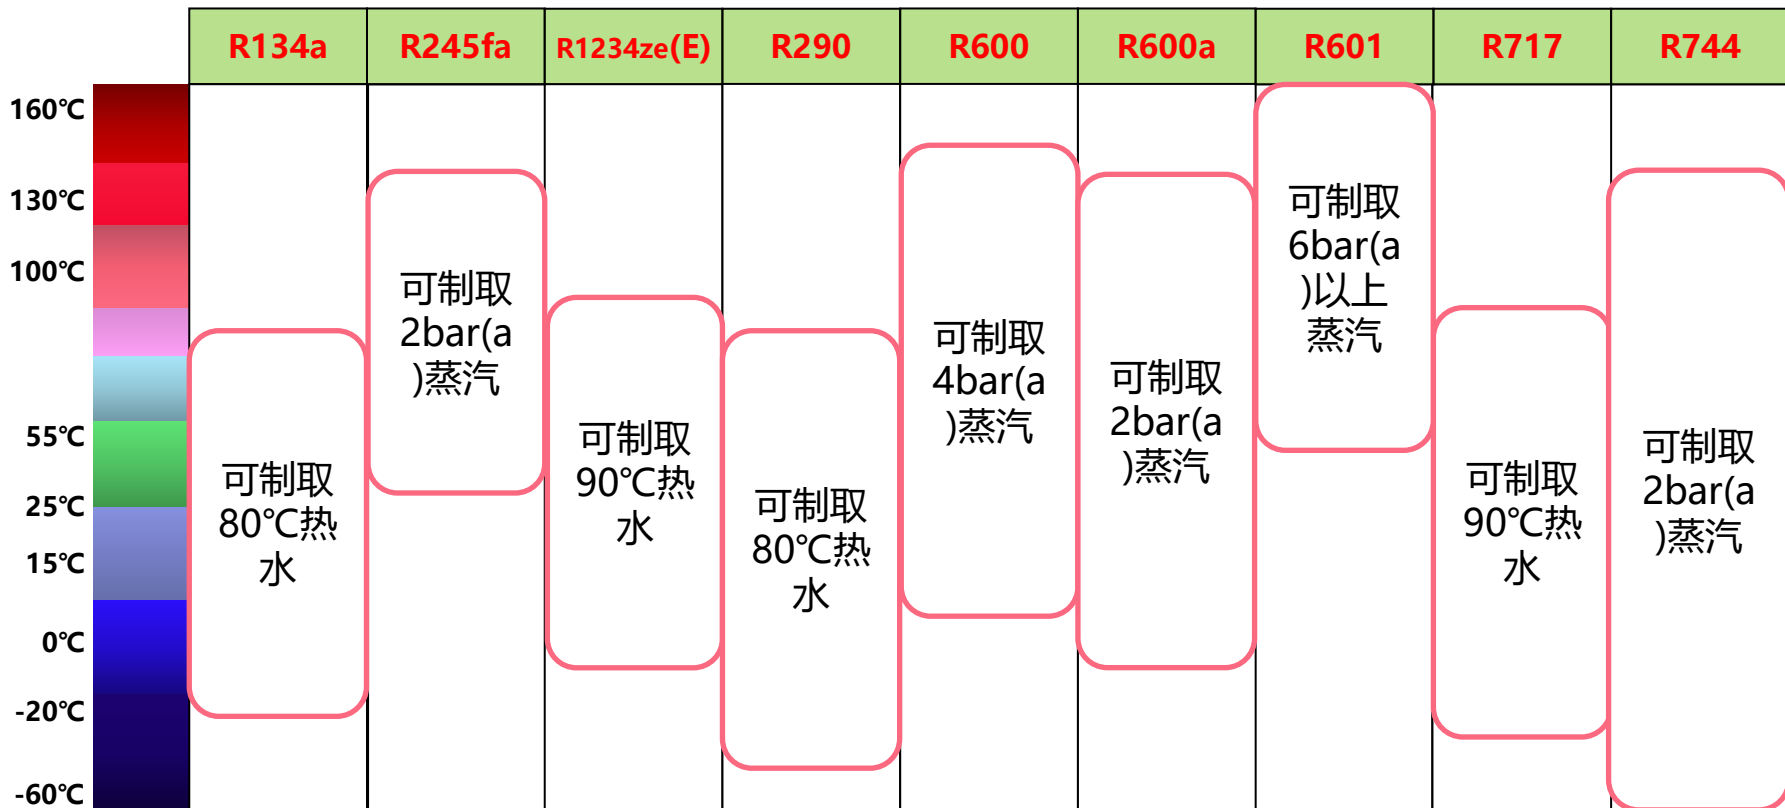 R134a R245fa R1234ze(E) R290 R600 R600a R601 R717 R744
160℃
130℃
100℃
55℃
25℃
15℃
0℃
-20℃
-60℃
可制取
80℃热
水
可制取
2bar(a
)蒸汽
可制取
90℃热
水
可制取
80℃热
水
可制取
4bar(a
)蒸汽
可制取
2bar(a
)蒸汽
可制取
6bar(a
)以上
蒸汽
可制取
90℃热
水
可制取
2bar(a
)蒸汽